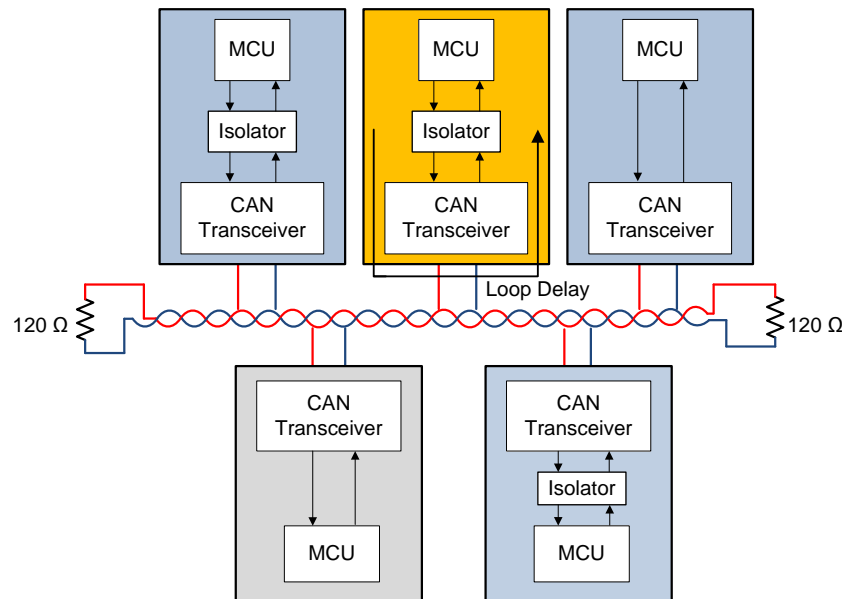 MCU
Isolator
CAN
Transceiver
MCU
Isolator
CAN
Transceiver
MCU
CAN
Transceiver
Loop Delay
120 Ω
120 Ω
CAN
Transceiver
MCU
CAN
Transceiver
Isolator
MCU